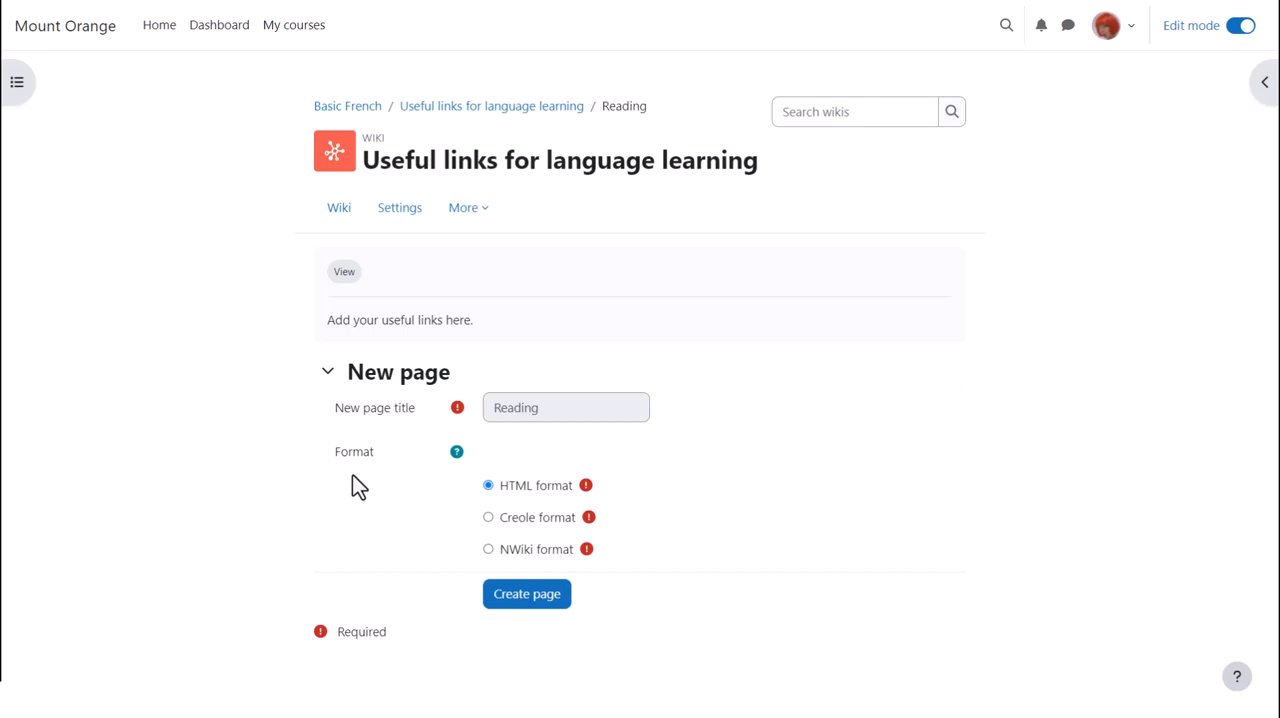 Mount Orange Home Dashboard My courses Edit mode
Basic French / Useful links for language learning / Reading
Search wikis
WIKI
Useful links for language learning
Wiki Settings More
View
Add your useful links here.
New page
New page title ! Reading
Format ?
HTML format !
Creole format !
NWiki format !
Create page
! Required
?